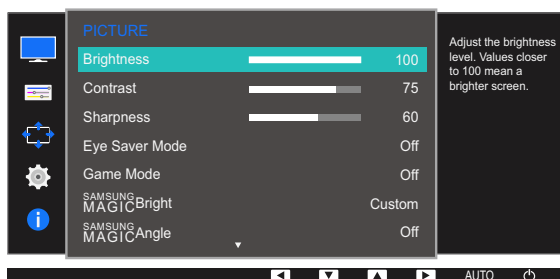 PICTURE
Brightness 100
Contrast 75
Sharpness 60
Eye Saver Mode Off
Game Mode Off
SAMSUNG
MAGICBright Custom
SAMSUNG
MAGICAngle Off
Adjust the brightness
level. Values closer
to 100 mean a
brighter screen.
AUTO